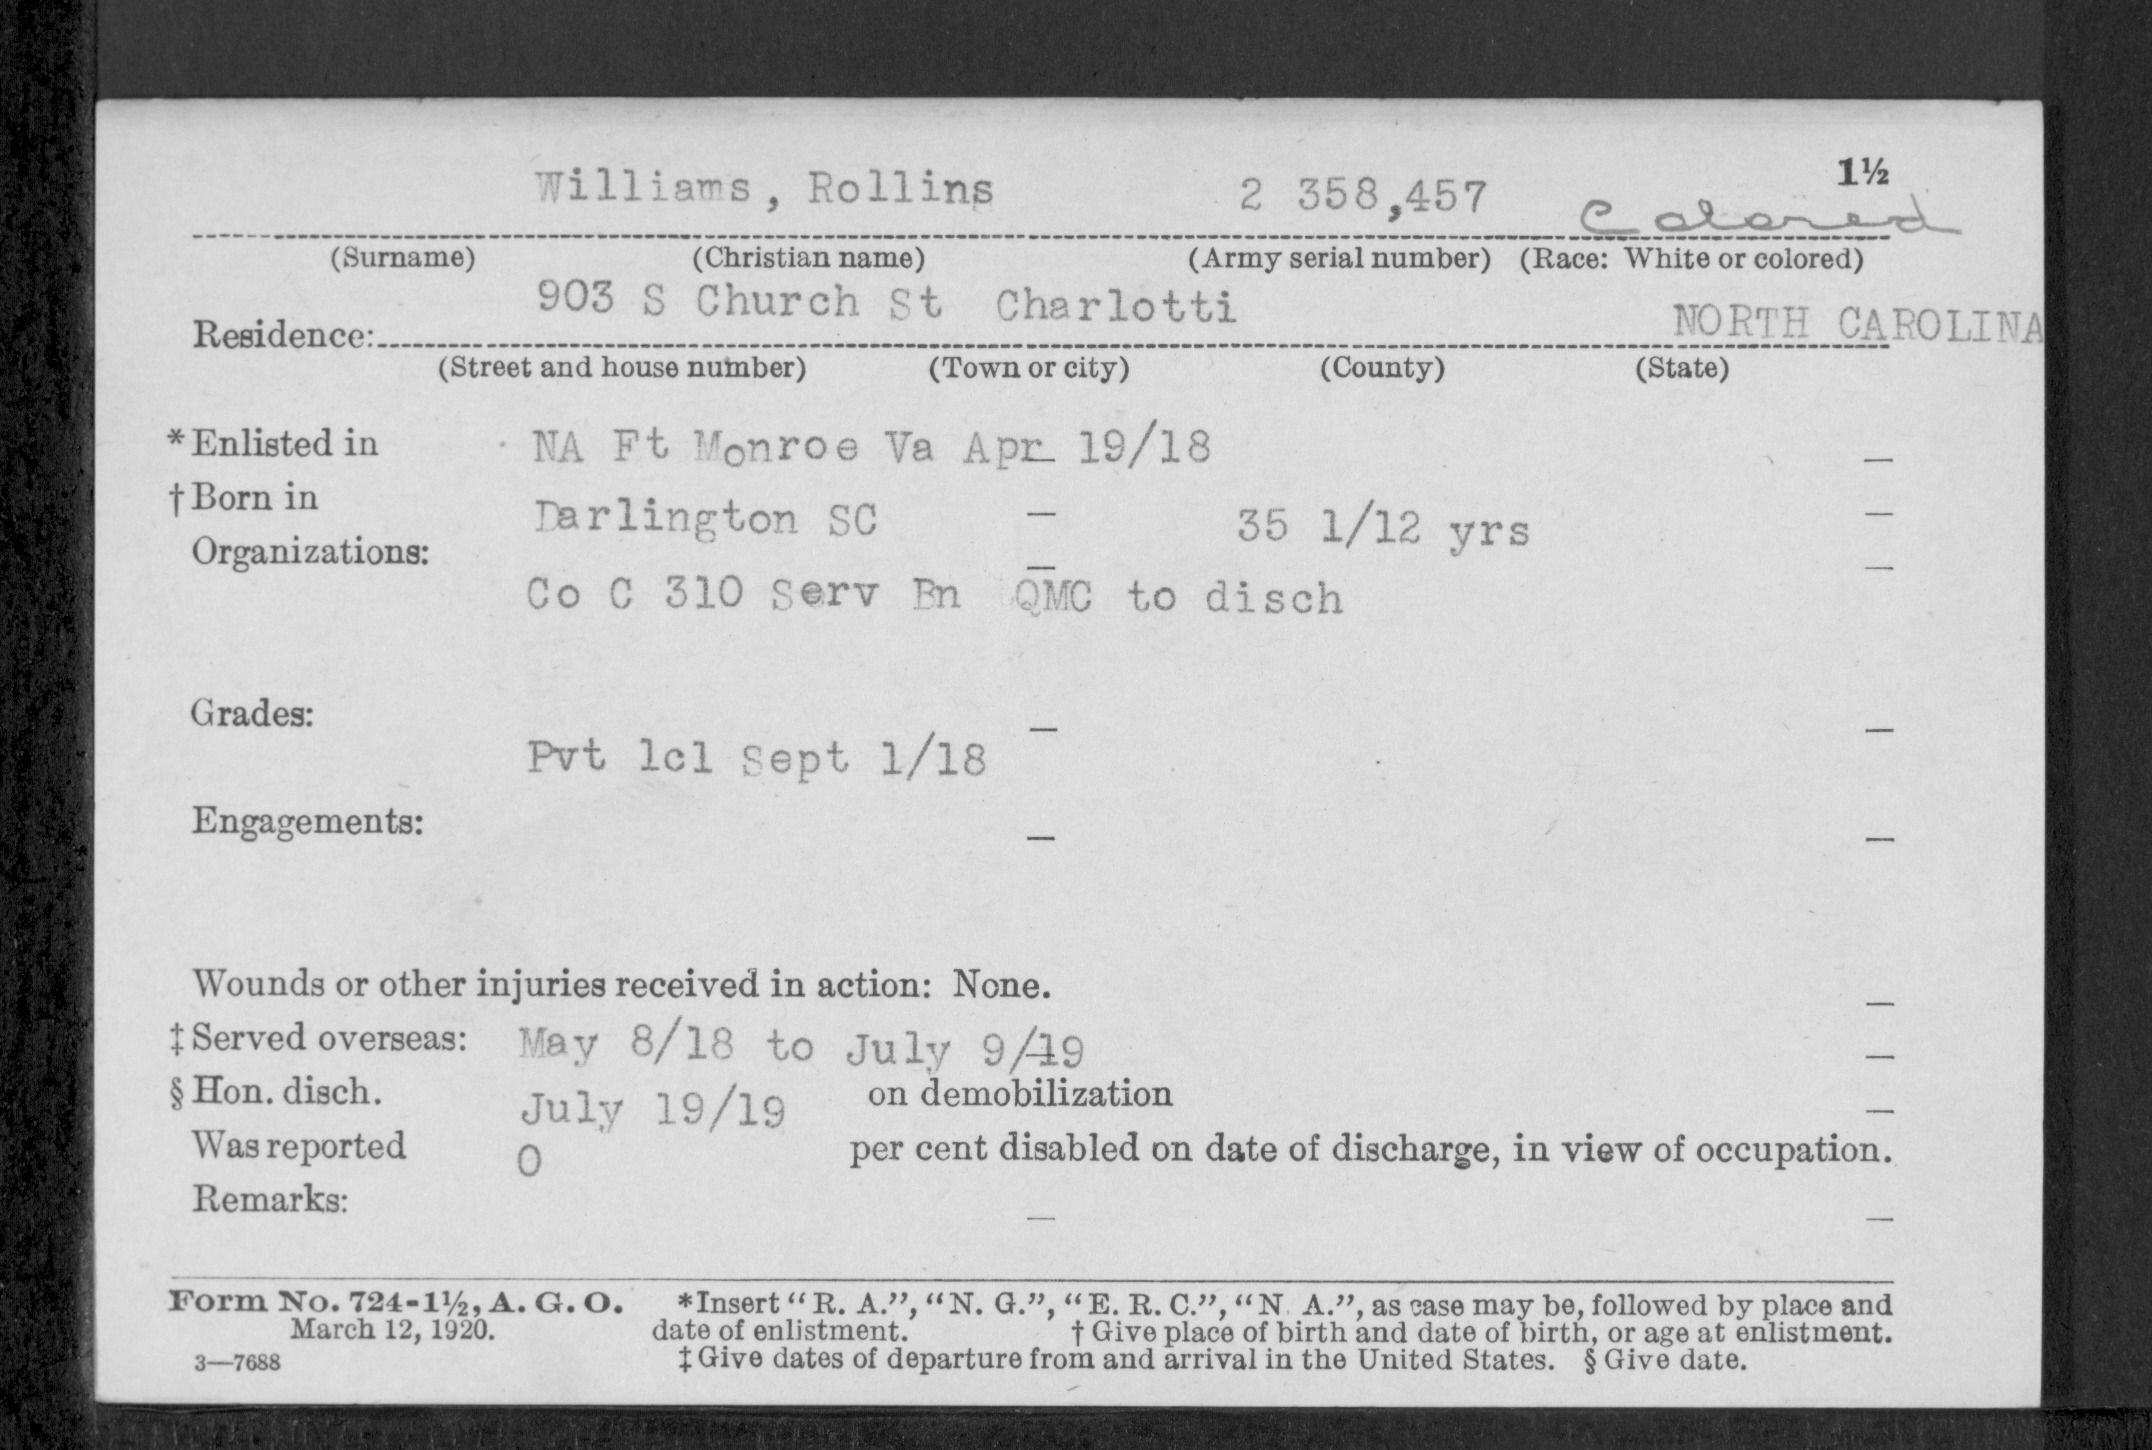 1½
Williams, Rollins 2 358,457 Colored
(Surname) (Christian name) (Army serial number) (Race: White or colored)
903 S Church St Charlotti NORTH CAROLINA
Residence:
(Street and house number) (Town or city) (County) (State)
* Enlisted in NA Ft Monroe Va Apr 19/18
† Born in Darlington SC 35 1/12 yrs
Organizations:
Co C 310 Serv Bn QMC to disch
Grades:
Pvt 1cl Sept 1/18
Engagements:
Wounds or other injuries received in action: None.
‡ Served overseas: May 8/18 to July 9/19
§ Hon. disch. July 19/19 on demobilization
Was reported 0 per cent disabled on date of discharge, in view of occupation.
Remarks:
Form No. 724-1½, A. G. O. *Insert “R. A.”, “N. G.”, “E. R. C.”, “N. A.”, as case may be, followed by place and
March 12, 1920. date of enlistment. † Give place of birth and date of birth, or age at enlistment.
3—7688 ‡ Give dates of departure from and arrival in the United States. § Give date.